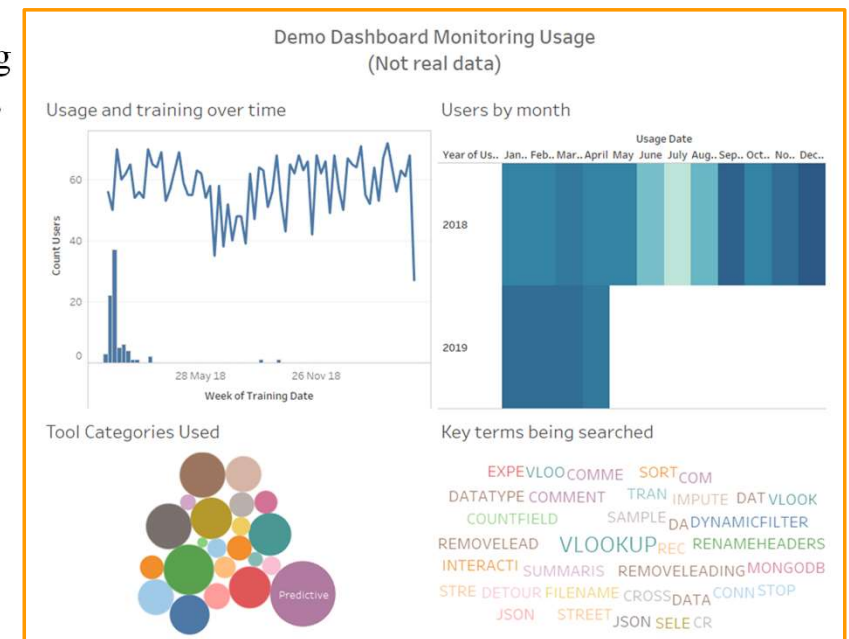 g
Demo Dashboard Monitoring Usage
(Not real data)
Usage and training over time
Users by month
60
40
20
0
Count Users
28 May 18
26 Nov 18
Week of Training Date
Usage Date
Year of Us.. Jan.. Feb.. Mar.. April May June July Aug.. Sep.. Oct.. No.. Dec..
2018
2019
Tool Categories Used
Predictive
Key terms being searched
EXPE VLOO COMME SORT COM
DATATYPE COMMENT TRAN IMPUTE DAT VLOOK
COUNTFIELD SAMPLE DA DYNAMICFILTER
REMOVELEAD VLOOKUP REC RENAMEHEADERS
INTERACTI SUMMARIS REMOVELEADING MONGODB
STRE DETOUR FILENAME CROSS DATA CONN STOP
JSON STREET JSON SELE CR